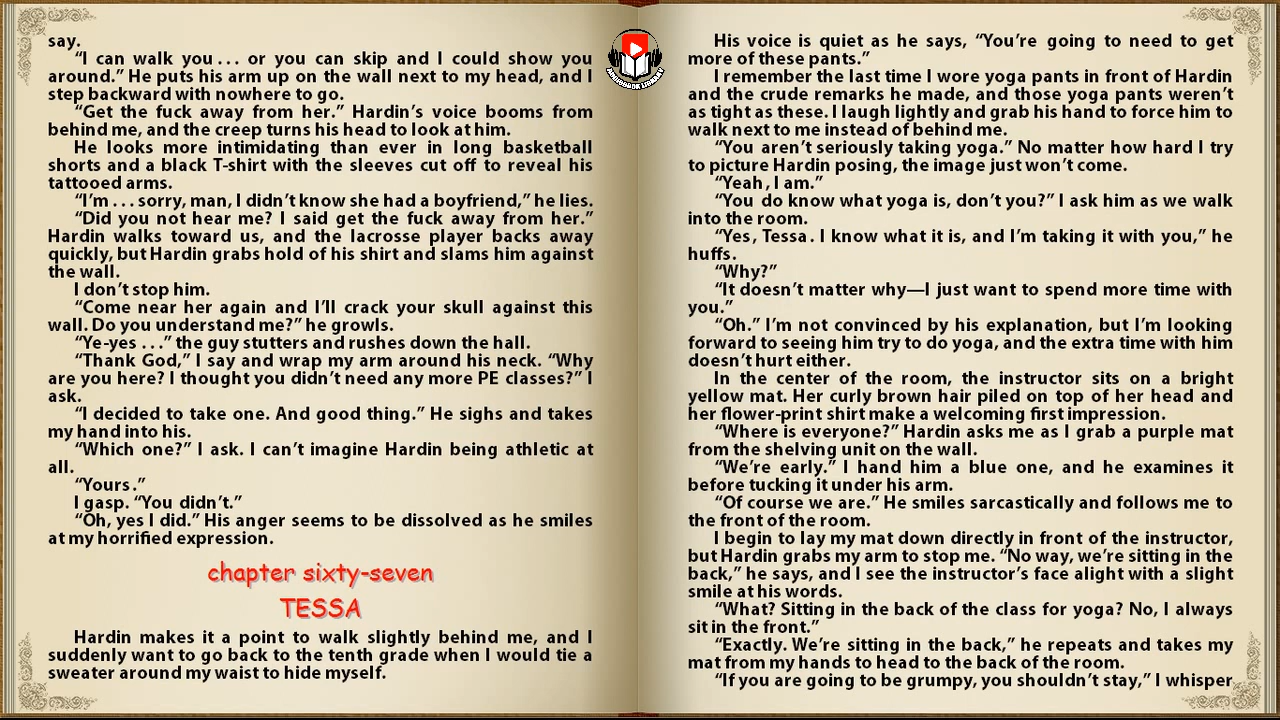 say.
“I can walk you . . . or you can skip and I could show you
around.” He puts his arm up on the wall next to my head, and I
step backward with nowhere to go.
“Get the fuck away from her.” Hardin’s voice booms from
behind me, and the creep turns his head to look at him.
He looks more intimidating than ever in long basketball
shorts and a black T-shirt with the sleeves cut off to reveal his
tattooed arms.
“I’m . . . sorry, man, I didn’t know she had a boyfriend,” he lies.
“Did you not hear me? I said get the fuck away from her.”
Hardin walks toward us, and the lacrosse player backs away
quickly, but Hardin grabs hold of his shirt and slams him against
the wall.
I don’t stop him.
“Come near her again and I’ll crack your skull against this
wall. Do you understand me?” he growls.
“Ye-yes . . .” the guy stutters and rushes down the hall.
“Thank God,” I say and wrap my arm around his neck. “Why
are you here? I thought you didn’t need any more PE classes?” I
ask.
“I decided to take one. And good thing.” He sighs and takes
my hand into his.
“Which one?” I ask. I can’t imagine Hardin being athletic at
all.
“Yours.”
I gasp. “You didn’t.”
“Oh, yes I did.” His anger seems to be dissolved as he smiles
at my horrified expression.
chapter sixty-seven
TESSA
Hardin makes it a point to walk slightly behind me, and I
suddenly want to go back to the tenth grade when I would tie a
sweater around my waist to hide myself.
His voice is quiet as he says, “You’re going to need to get
more of these pants.”
I remember the last time I wore yoga pants in front of Hardin
and the crude remarks he made, and those yoga pants weren’t
as tight as these. I laugh lightly and grab his hand to force him to
walk next to me instead of behind me.
“You aren’t seriously taking yoga.” No matter how hard I try
to picture Hardin posing, the image just won’t come.
“Yeah, I am.”
“You do know what yoga is, don’t you?” I ask him as we walk
into the room.
“Yes, Tessa. I know what it is, and I’m taking it with you,” he
huffs.
“Why?”
“It doesn’t matter why—I just want to spend more time with
you.”
“Oh.” I’m not convinced by his explanation, but I’m looking
forward to seeing him try to do yoga, and the extra time with him
doesn’t hurt either.
In the center of the room, the instructor sits on a bright
yellow mat. Her curly brown hair piled on top of her head and
her flower-print shirt make a welcoming first impression.
“Where is everyone?” Hardin asks me as I grab a purple mat
from the shelving unit on the wall.
“We’re early.” I hand him a blue one, and he examines it
before tucking it under his arm.
“Of course we are.” He smiles sarcastically and follows me to
the front of the room.
I begin to lay my mat down directly in front of the instructor,
but Hardin grabs my arm to stop me. “No way, we’re sitting in the
back,” he says, and I see the instructor’s face alight with a slight
smile at his words.
“What? Sitting in the back of the class for yoga? No, I always
sit in the front.”
“Exactly. We’re sitting in the back,” he repeats and takes my
mat from my hands to head to the back of the room.
“If you are going to be grumpy, you shouldn’t stay,” I whisper